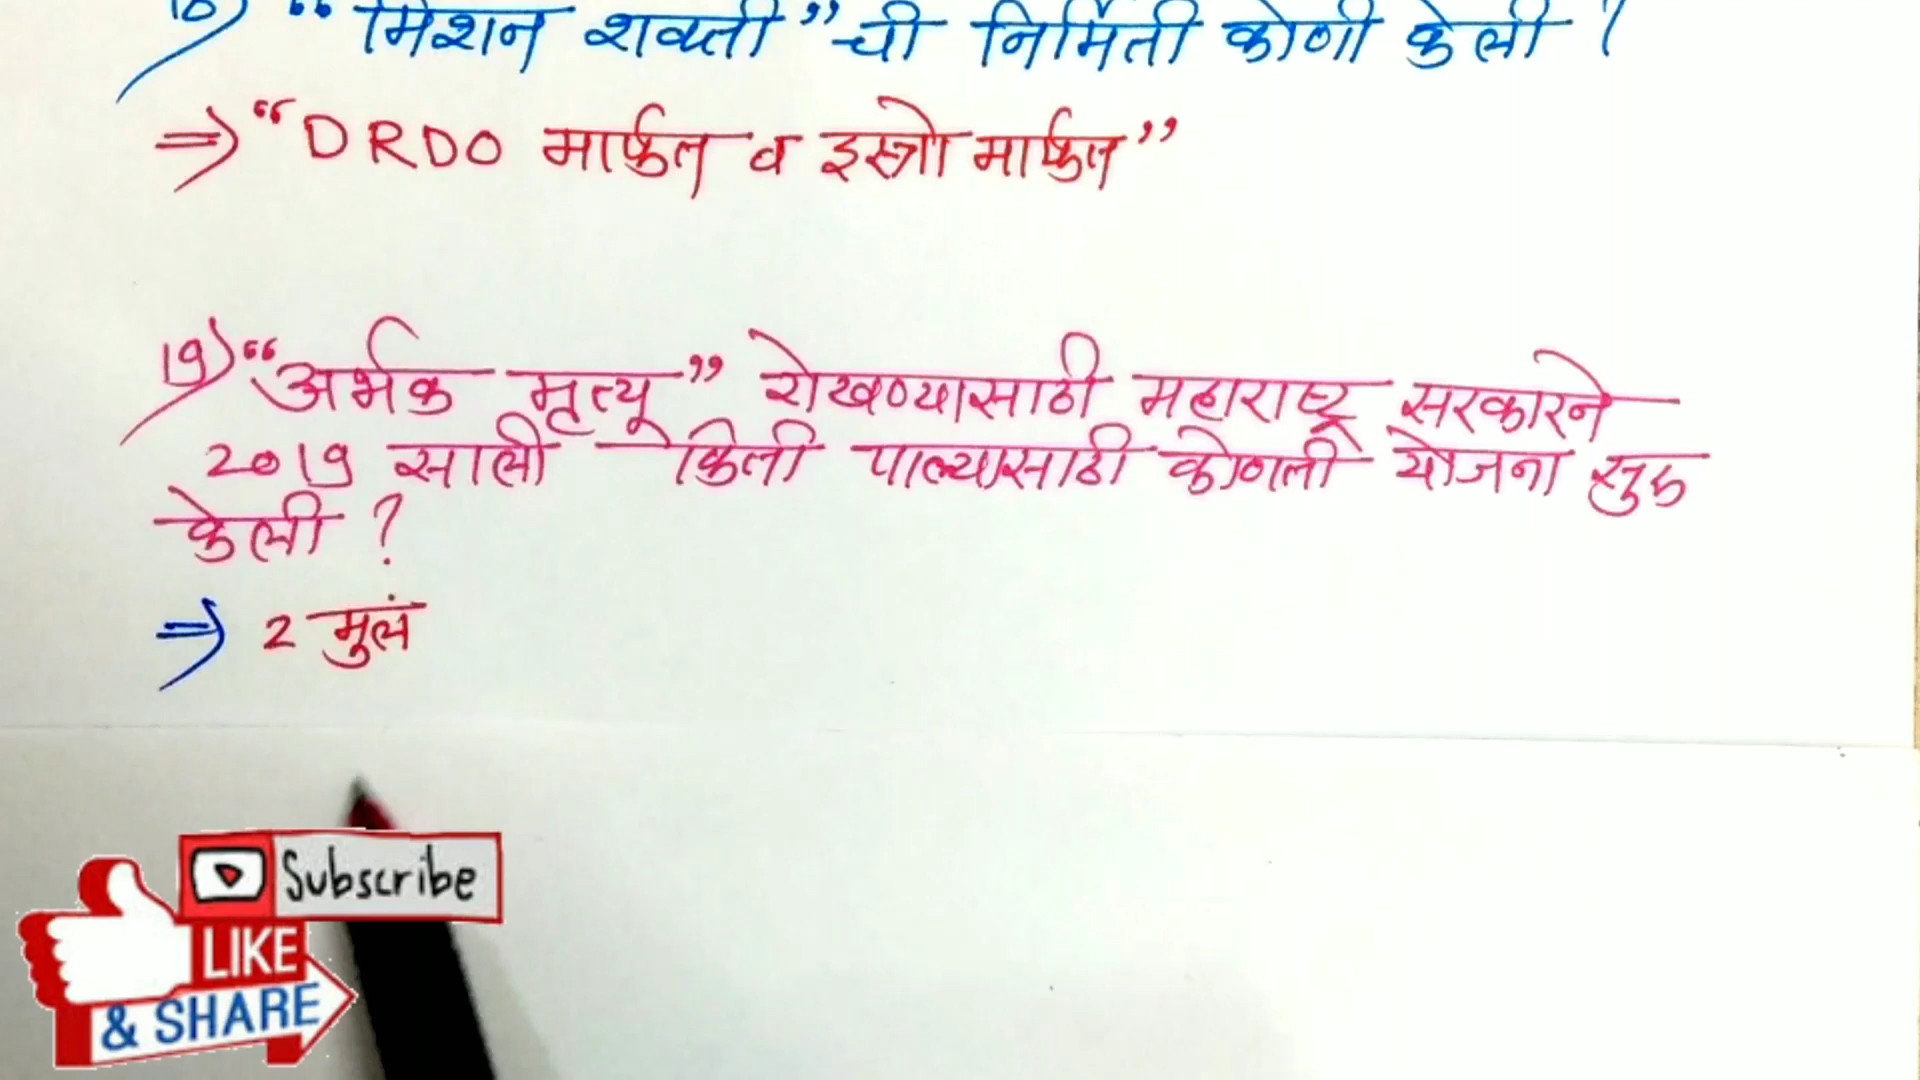 “मिशन शक्ती” ची निर्मिती कोणी केली ?
⇒ “DRDO मार्फत व इस्त्रो मार्फत”
19) “अर्भक मृत्यू” रोखण्यासाठी महाराष्ट्र सरकारने
2019 साली किती पाल्यासाठी कोणती योजना सुरू
केली ?
⇒ 2 मुलं
Subscribe
LIKE
& SHARE